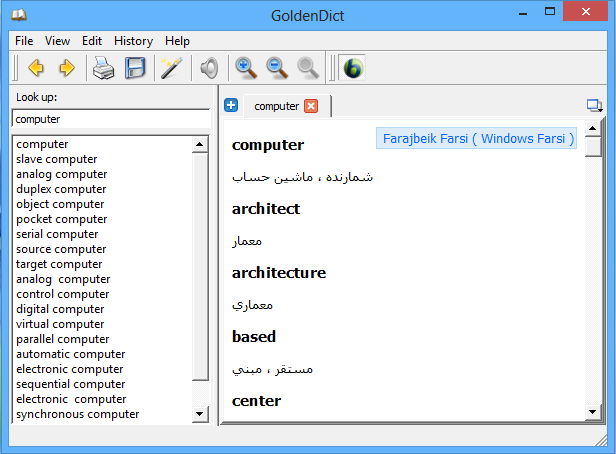 GoldenDict
File View Edit History Help
Look up:
computer
computer
slave computer
analog computer
duplex computer
object computer
pocket computer
serial computer
source computer
target computer
analog  computer
control computer
digital computer
virtual computer
parallel computer
automatic computer
electronic computer
sequential computer
electronic  computer
synchronous computer
computer
Farajbeik Farsi ( Windows Farsi )
computer
شمارنده ، ماشين حساب
architect
معمار
architecture
معماري
based
مستقر ، مبني
center